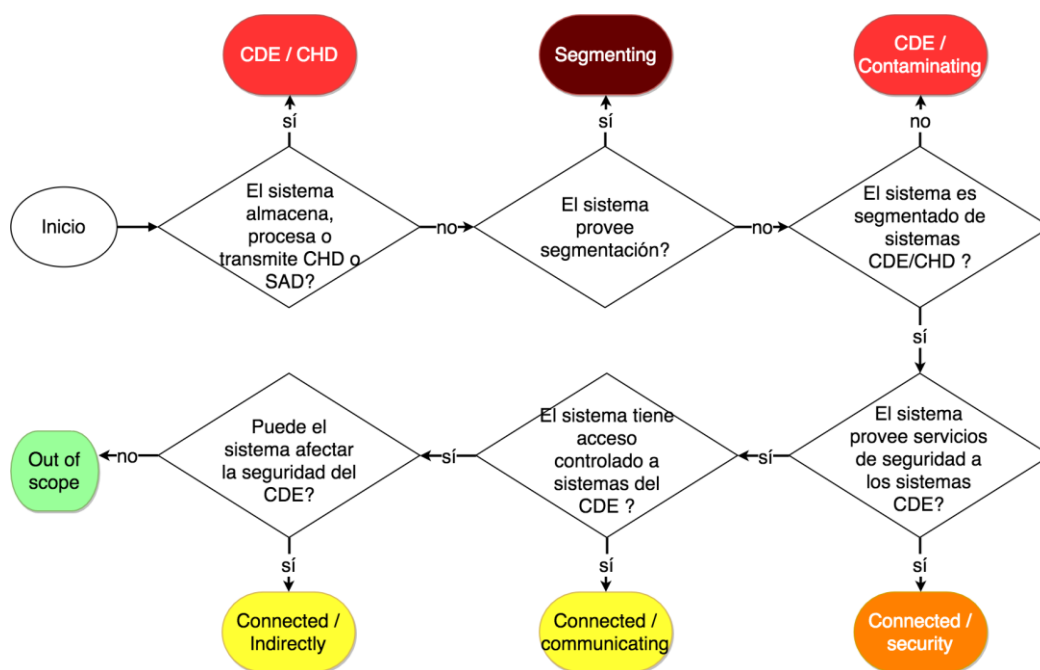 CDE / CHD
Segmenting
CDE /
Contaminating
sí
sí
no
Inicio
El sistema
almacena,
procesa o
transmite CHD o
SAD?
no
El sistema
provee
segmentación?
no
El sistema es
segmentado de
sistemas
CDE/CHD ?
sí
Out of
scope
no
Puede el
sistema afectar
la seguridad del
CDE?
sí
El sistema tiene
acceso
controlado a
sistemas del
CDE ?
sí
El sistema
provee servicios
de seguridad a
los sistemas
CDE?
sí
sí
sí
Connected /
Indirectly
Connected /
communicating
Connected /
security